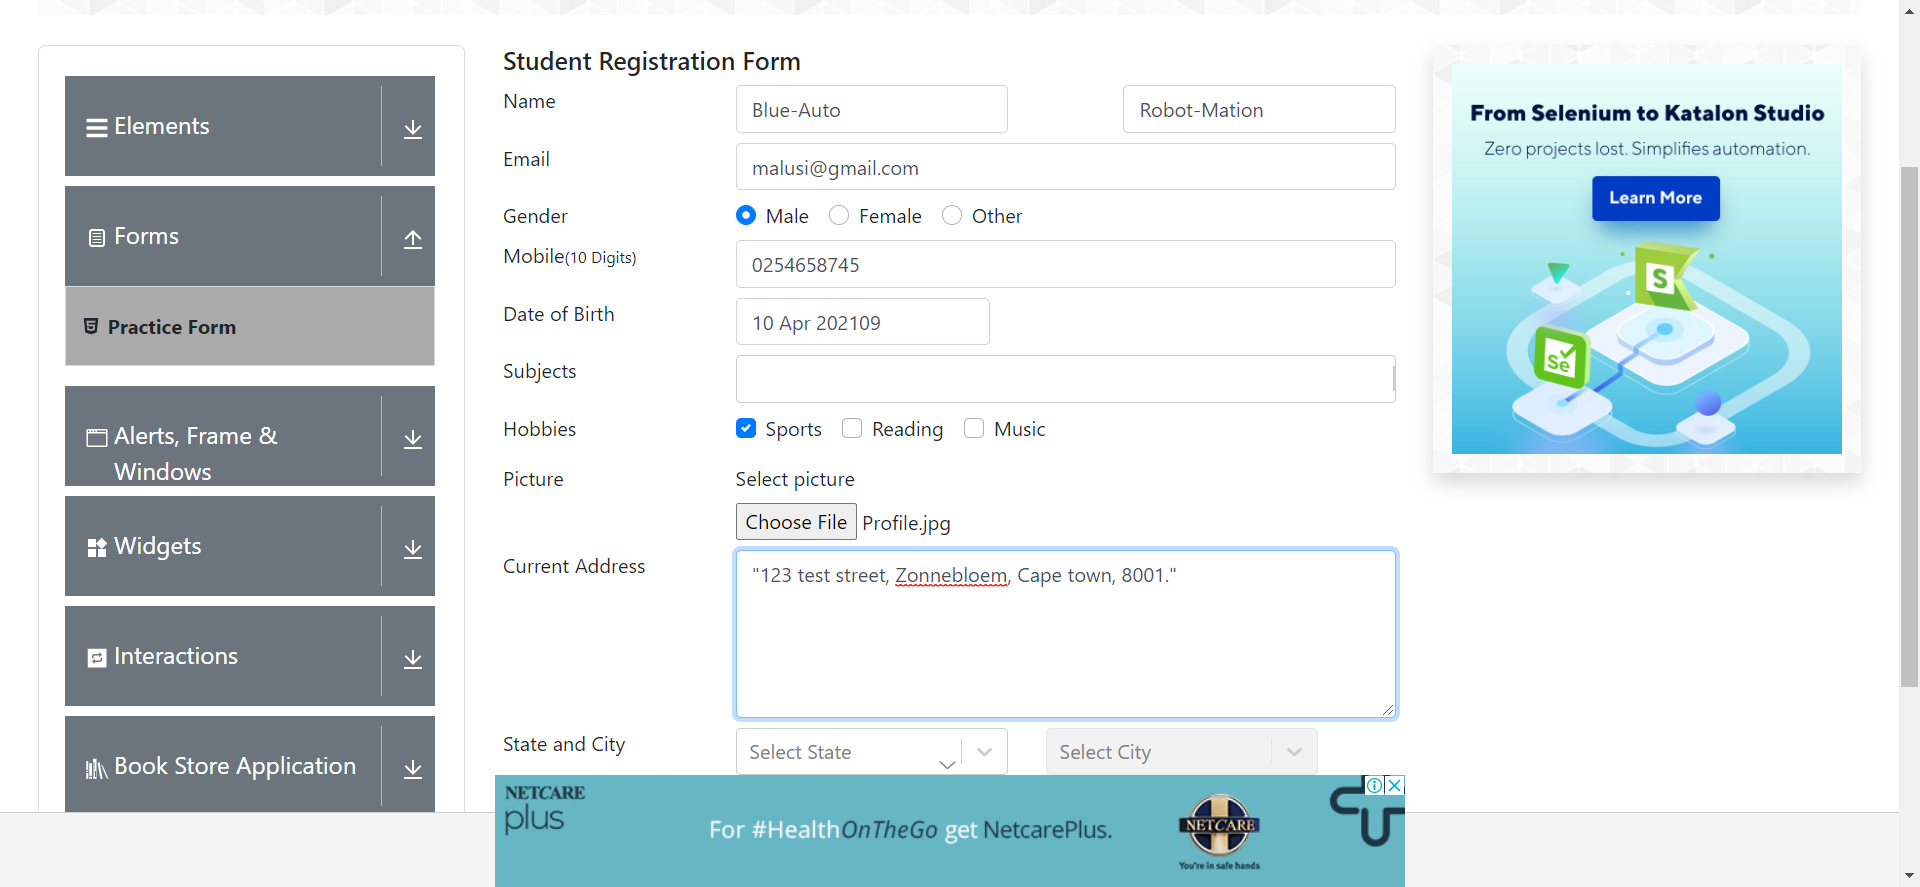 Elements
Forms
Practice Form
Alerts, Frame &
Windows
Widgets
Interactions
Book Store Application
Student Registration Form
Name
Blue-Auto
Robot-Mation
Email
malusi@gmail.com
Gender
Male
Female
Other
Mobile(10 Digits)
0254658745
Date of Birth
10 Apr 202109
Subjects
Hobbies
Sports
Reading
Music
Picture
Select picture
Choose File Profile.jpg
Current Address
"123 test street, Zonnebloem, Cape town, 8001."
State and City
Select State
Select City
From Selenium to Katalon Studio
Zero projects lost. Simplifies automation.
Learn More
S
Se
NETCARE
plus
For #HealthOnTheGo get NetcarePlus.
NETCARE
You're in safe hands